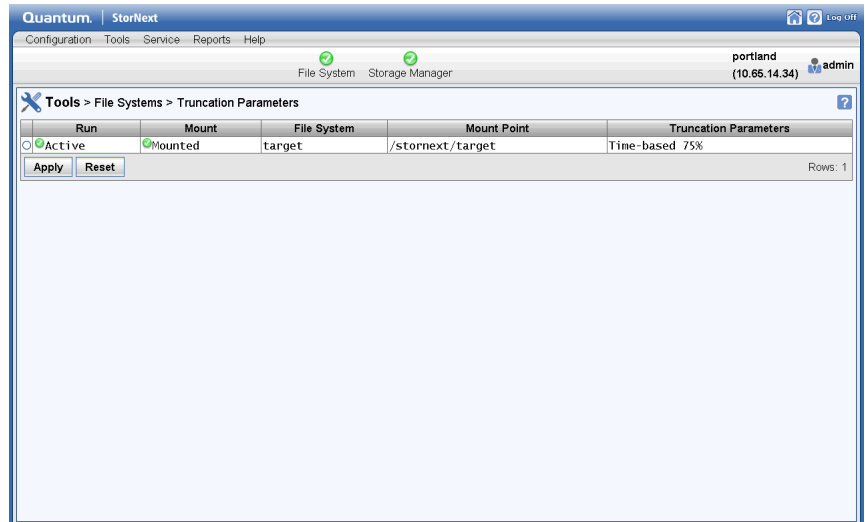 Quantum. StorNext Log Off
Configuration Tools Service Reports Help
File System Storage Manager
portland
(10.65.14.34)
admin
Tools > File Systems > Truncation Parameters
Run Mount File System Mount Point Truncation Parameters
Active Mounted target /stornext/target Time-based 75%
Apply Reset Rows: 1